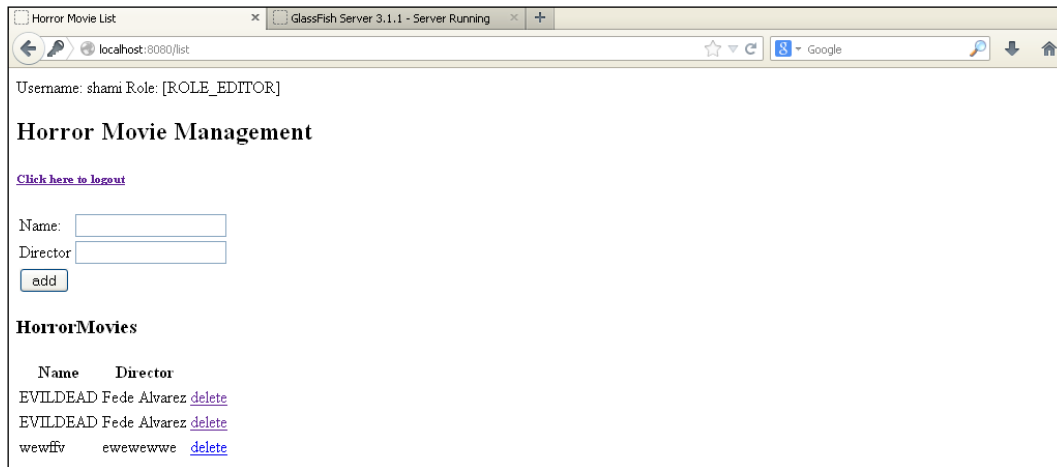 Horror Movie List × GlassFish Server 3.1.1 - Server Running × +
localhost:8080/list 8 Google
Username: shami Role: [ROLE_EDITOR]
Horror Movie Management
Click here to logout
Name:
Director
add
HorrorMovies
Name Director
EVILDEAD Fede Alvarez delete
EVILDEAD Fede Alvarez delete
wewffv ewewewwe delete